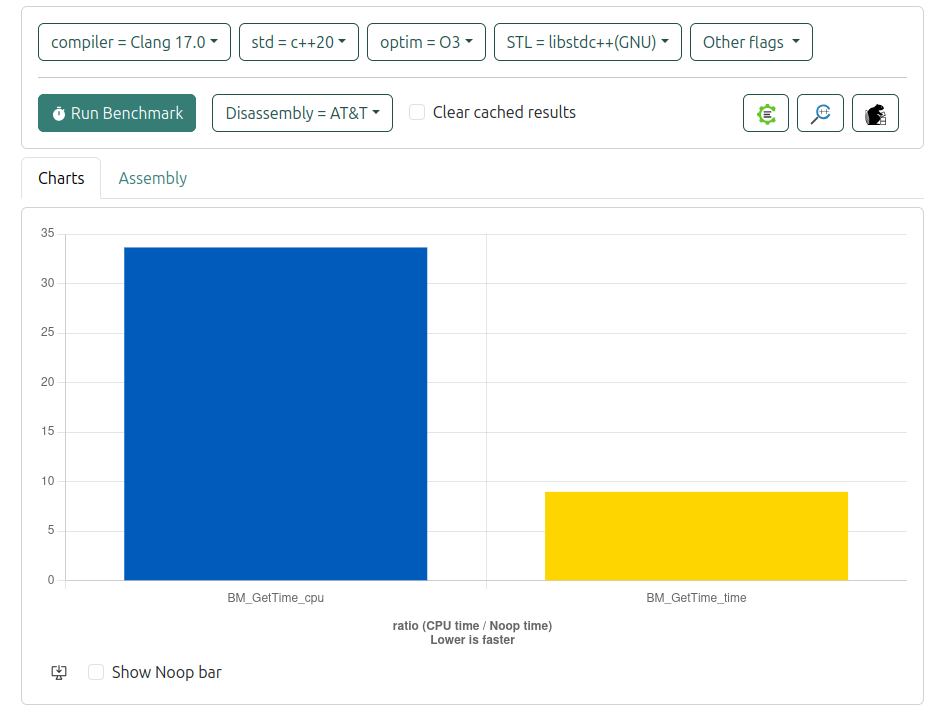 compiler = Clang 17.0 std = c++20 optim = O3 STL = libstdc++(GNU) Other flags
Run Benchmark Disassembly = AT&T Clear cached results
Charts Assembly
35
30
25
20
15
10
5
0
BM_GetTime_cpu BM_GetTime_time
ratio (CPU time / Noop time)
Lower is faster
Show Noop bar